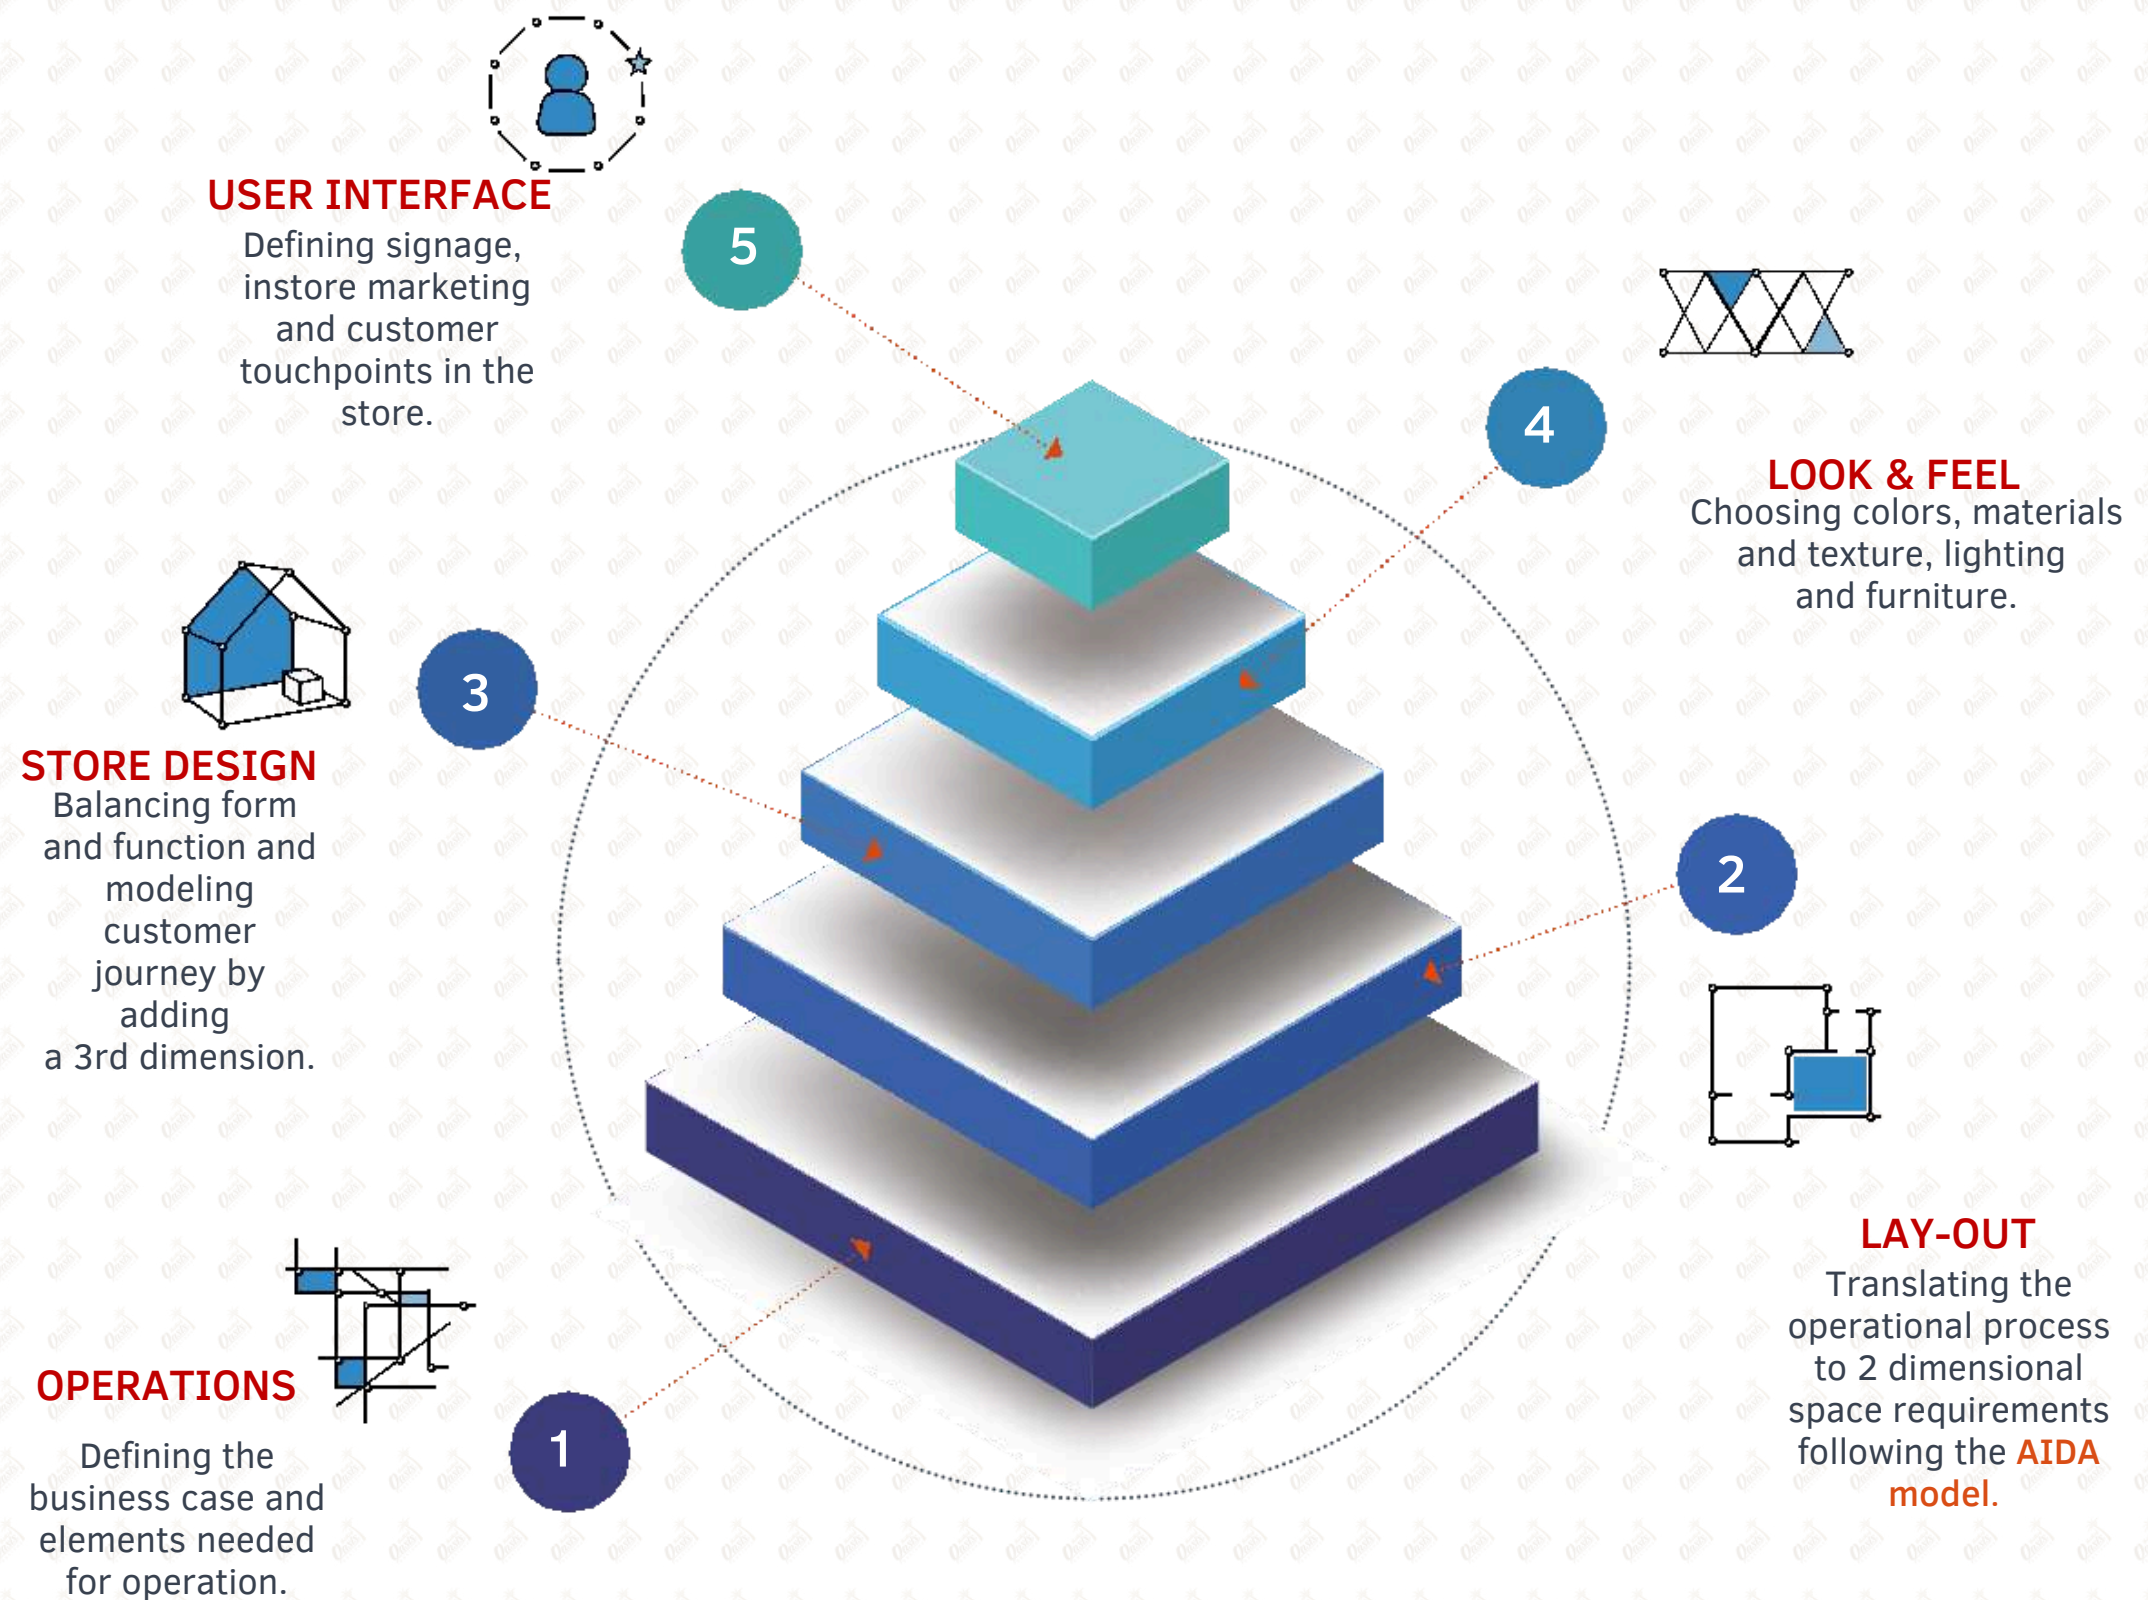 USER INTERFACE
Defining signage,
instore marketing
and customer
touchpoints in the
store.
5
4
LOOK & FEEL
Choosing colors, materials
and texture, lighting
and furniture.
3
STORE DESIGN
Balancing form
and function and
modeling
customer
journey by
adding
a 3rd dimension.
2
LAY-OUT
Translating the
operational process
to 2 dimensional
space requirements
following the AIDA
model.
OPERATIONS
1
Defining the
business case and
elements needed
for operation.